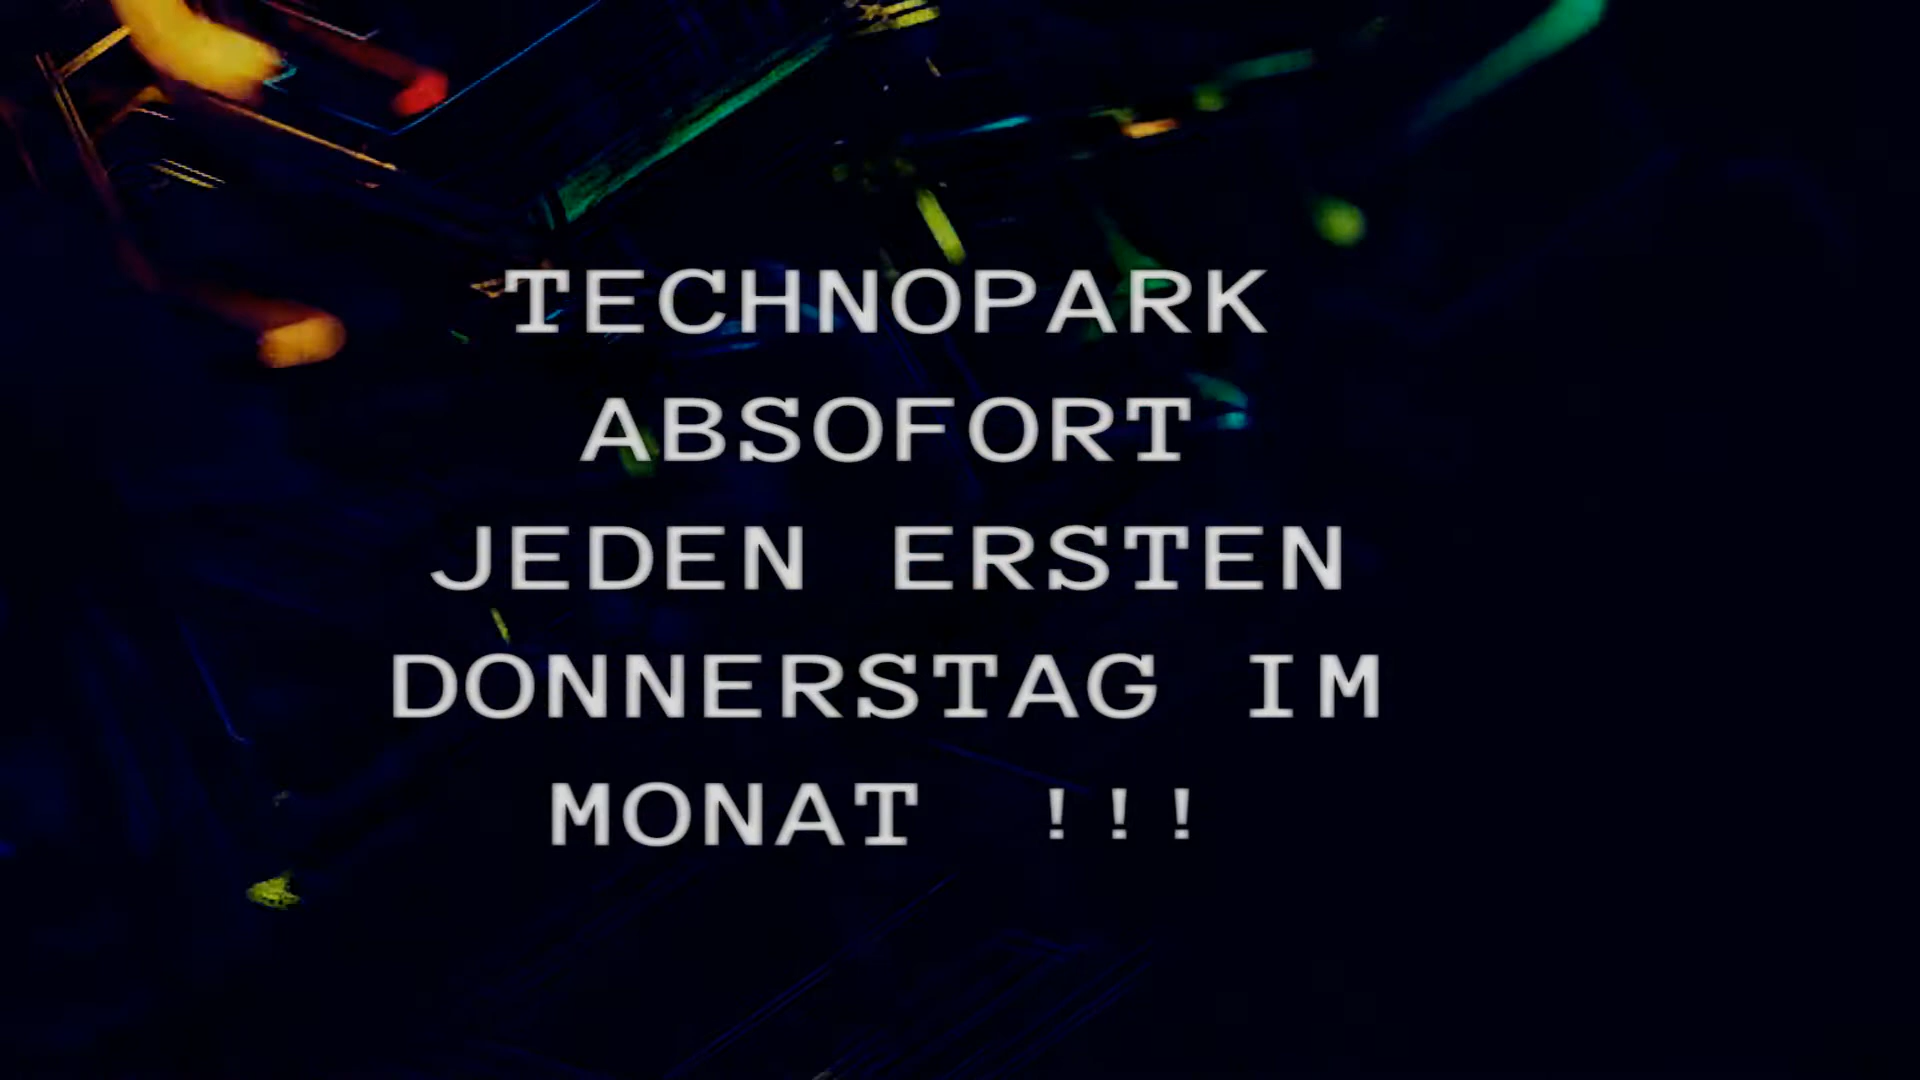 TECHNOPARK
ABSOFORT
JEDEN ERSTEN
DONNERSTAG IM
MONAT !!!